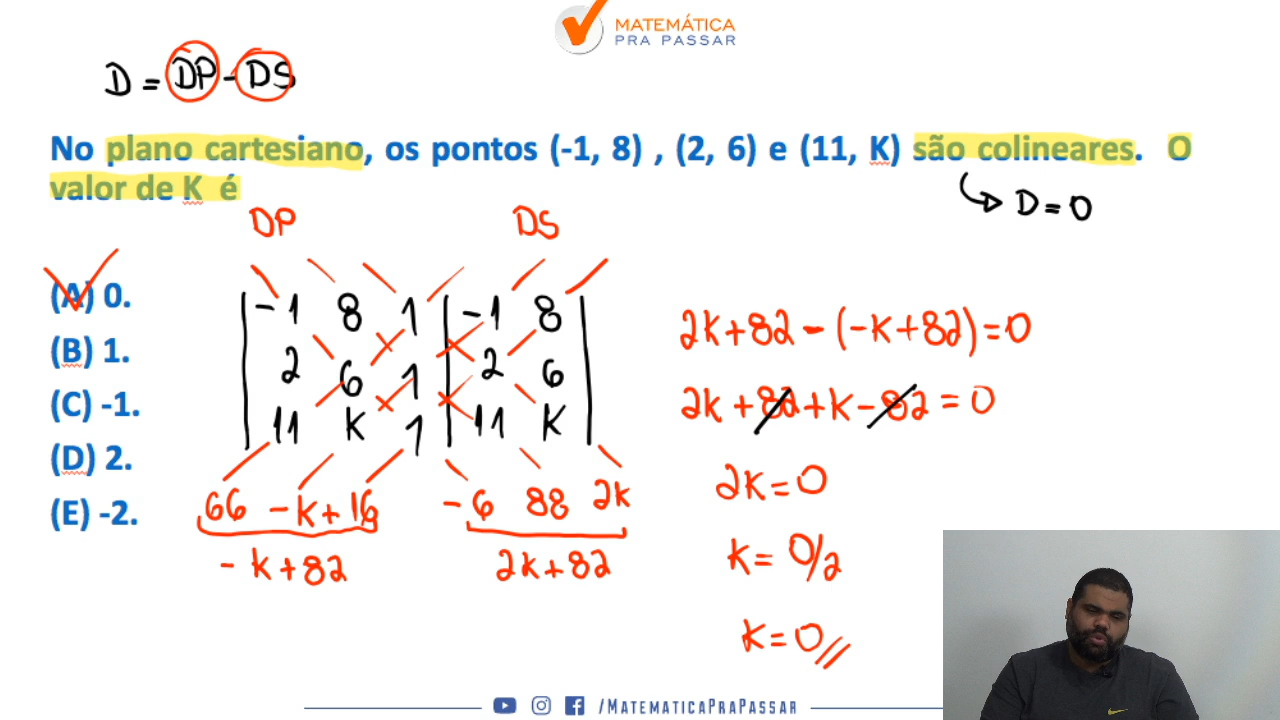 MATEMÁTICA
PRA PASSAR
D = DP - DS
No plano cartesiano, os pontos (-1, 8) , (2, 6) e (11, K) são colineares. O
valor de K é
D = 0
DP DS
(A) 0.
(B) 1.
(C) -1.
(D) 2.
(E) -2.
-1 8 1 -1 8
2 6 1 2 6
11 K 1 11 K
66 -K+16 -6 88 2K
-K+82 2K+82
2K+82 - (-K+82) = 0
2K+82+K-82 = 0
2K = 0
K = 0/2
K = 0//
/MATEMATICAPRAPASSAR